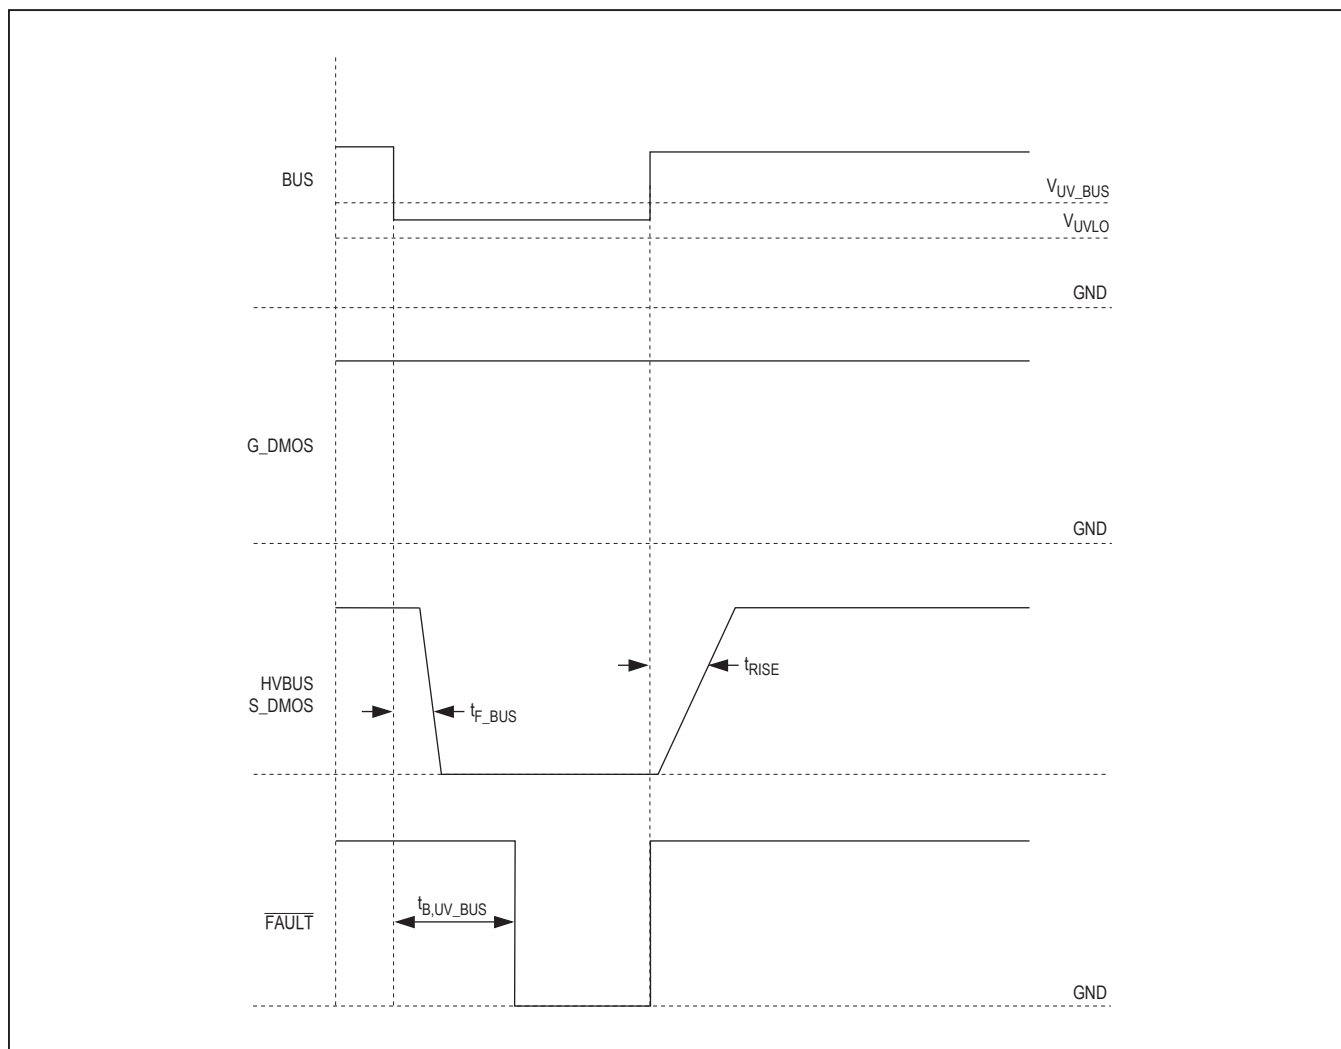 BUS
V_UV_BUS
V_UVLO
GND
G_DMOS
GND
HVBUS
S_DMOS
t_F_BUS
t_RISE
FAULT
t_B,UV_BUS
GND